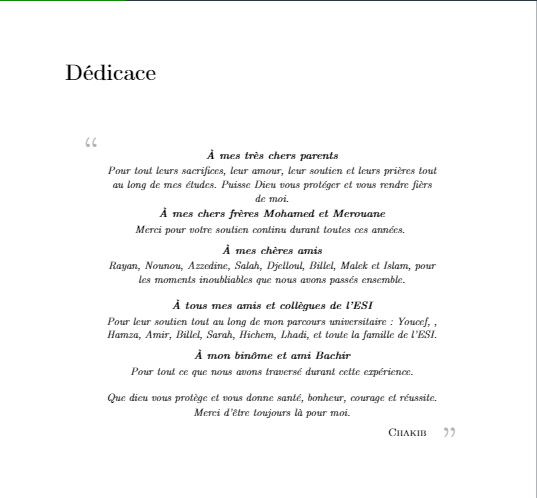 Dédicace
“
À mes très chers parents
Pour tout leurs sacrifices, leur amour, leur soutien et leurs prières tout
au long de mes études. Puisse Dieu vous protéger et vous rendre fièrs
de moi.
À mes chers frères Mohamed et Merouane
Merci pour votre soutien continu durant toutes ces années.
À mes chères amis
Rayan, Nounou, Azzedine, Salah, Djelloul, Billel, Malek et Islam, pour
les moments inoubliables que nous avons passés ensemble.
À tous mes amis et collègues de l'ESI
Pour leur soutien tout au long de mon parcours universitaire : Youcef, ,
Hamza, Amir, Billel, Sarah, Hichem, Lhadi, et toute la famille de l'ESI.
À mon binôme et ami Bachir
Pour tout ce que nous avons traversé durant cette expérience.
Que dieu vous protège et vous donne santé, bonheur, courage et réussite.
Merci d'être toujours là pour moi.
Chakib ”